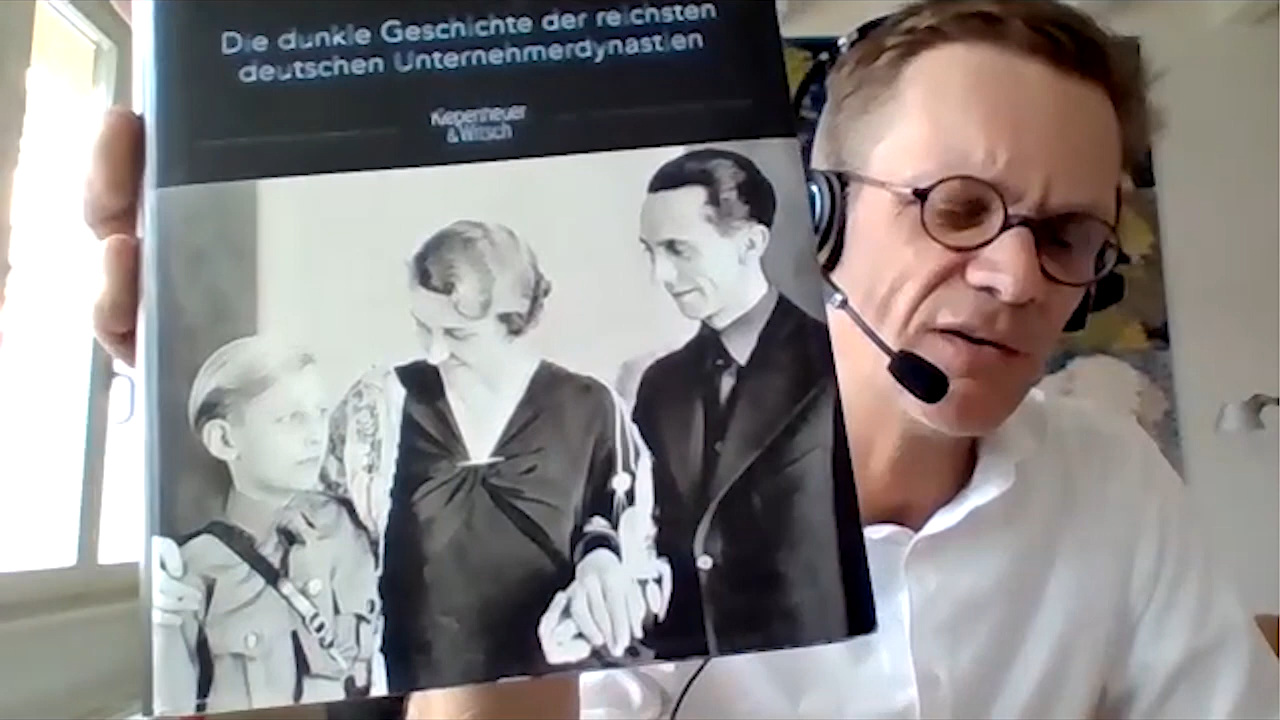 Die dunkle Geschichte der reichsten
deutschen Unternehmerdynastien
Kiepenheuer
& Witsch